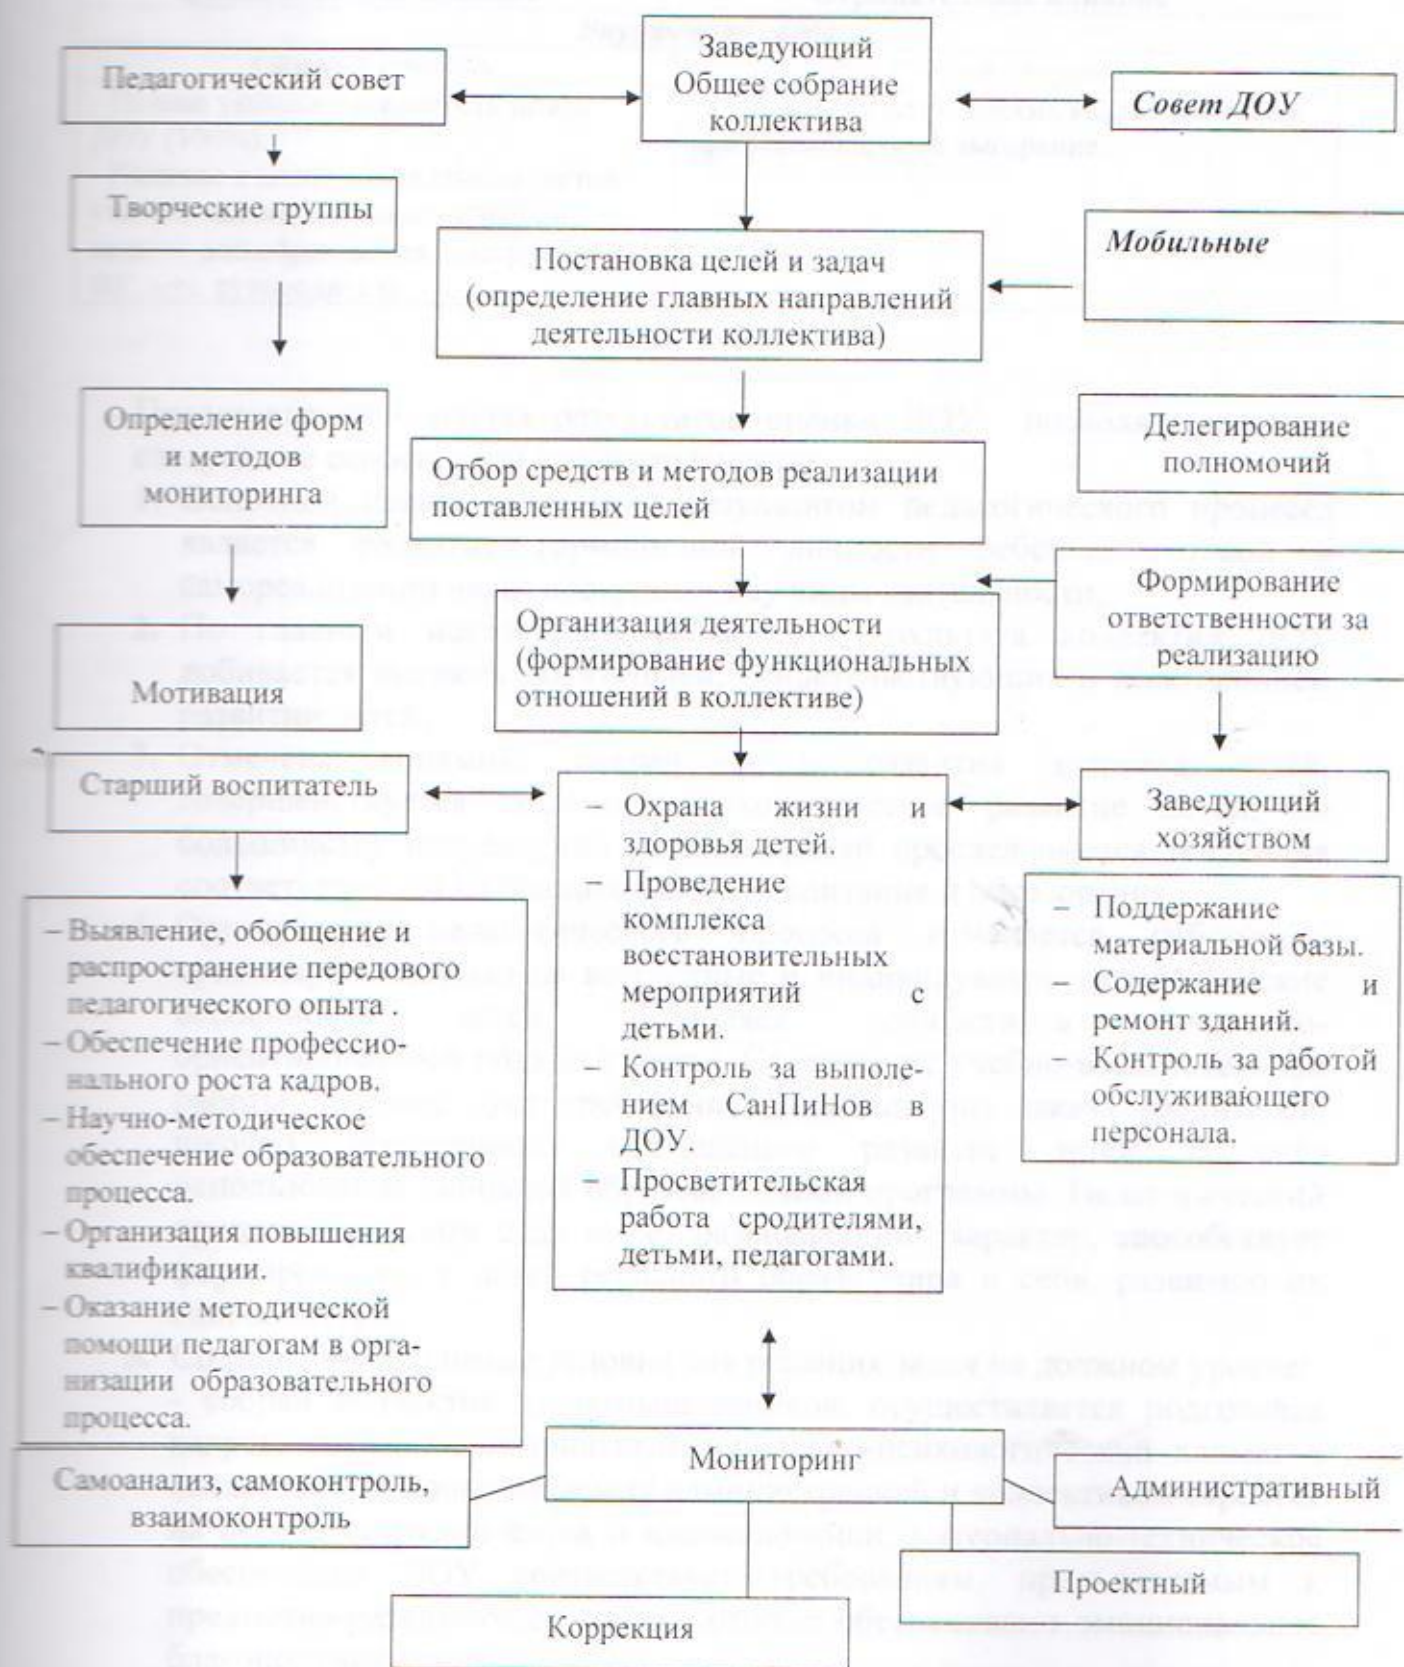 Педагогический совет
Заведующий
Общее собрание
коллектива
Совет ДОУ
Творческие группы
Мобильные
Постановка целей и задач
(определение главных направлений
деятельности коллектива)
Определение форм
и методов
мониторинга
Отбор средств и методов реализации
поставленных целей
Делегирование
полномочий
Мотивация
Организация деятельности
(формирование функциональных
отношений в коллективе)
Формирование
ответственности за
реализацию
Старший воспитатель
Заведующий
хозяйством
– Выявление, обобщение и
распространение передового
педагогического опыта .
– Обеспечение профессио-
нального роста кадров.
– Научно-методическое
обеспечение образовательного
процесса.
– Организация повышения
квалификации.
– Оказание методической
помощи педагогам в орга-
низации образовательного
процесса.
– Охрана жизни и
здоровья детей.
– Проведение
комплекса
воестановительных
мероприятий с
детьми.
– Контроль за выполе-
нием СанПиНов в
ДОУ.
– Просветительская
работа сродителями,
детьми, педагогами.
– Поддержание
материальной базы.
– Содержание и
ремонт зданий.
– Контроль за работой
обслуживающего
персонала.
Мониторинг
Самоанализ, самоконтроль,
взаимоконтроль
Административный
Проектный
Коррекция